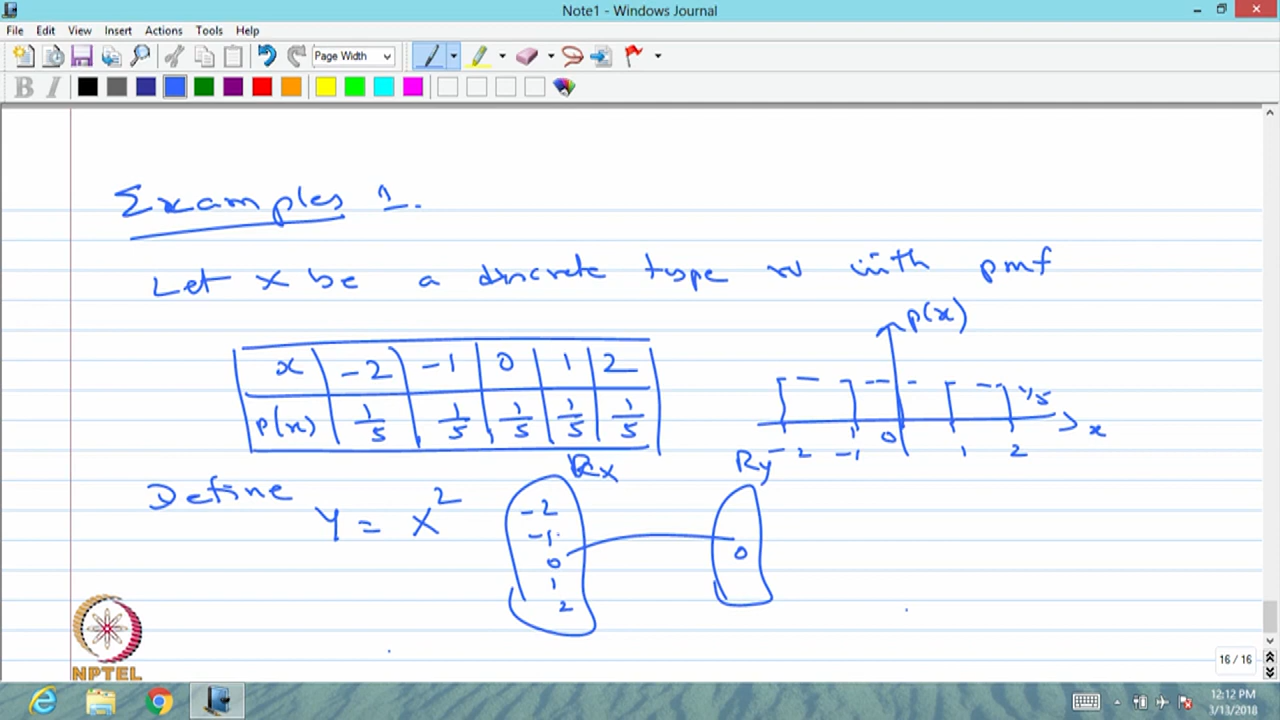 Note1 - Windows Journal
File Edit View Insert Actions Tools Help
Page Width
B I
Examples 1.
Let x be a discrete type rv with pmf
p(x)
x -2 -1 0 1 2
p(x) 1/5 1/5 1/5 1/5 1/5
1/5
-2 -1 0 1 2 x
Define Y = X²
Rx
Ry
-2
-1
0
1
2
0
NPTEL
16 / 16
12:12 PM
3/13/2018